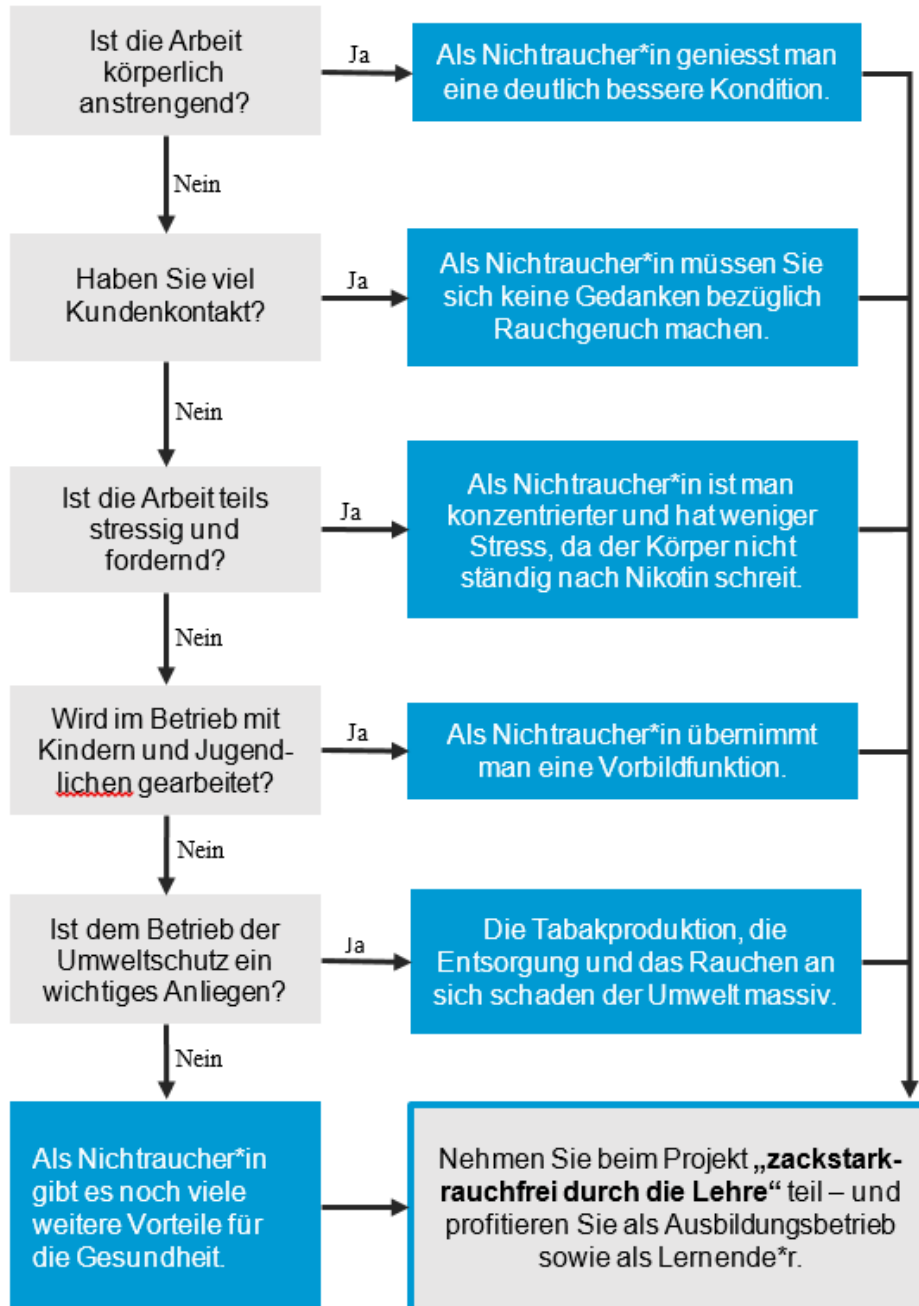 Ist die Arbeit
körperlich
anstrengend?
Ja
Als Nichtraucher*in geniesst man
eine deutlich bessere Kondition.
Nein
Haben Sie viel
Kundenkontakt?
Ja
Als Nichtraucher*in müssen Sie
sich keine Gedanken bezüglich
Rauchgeruch machen.
Nein
Ist die Arbeit teils
stressig und
fordernd?
Ja
Als Nichtraucher*in ist man
konzentrierter und hat weniger
Stress, da der Körper nicht
ständig nach Nikotin schreit.
Nein
Wird im Betrieb mit
Kindern und Jugend-
lichen gearbeitet?
Ja
Als Nichtraucher*in übernimmt
man eine Vorbildfunktion.
Nein
Ist dem Betrieb der
Umweltschutz ein
wichtiges Anliegen?
Ja
Die Tabakproduktion, die
Entsorgung und das Rauchen an
sich schaden der Umwelt massiv.
Nein
Als Nichtraucher*in
gibt es noch viele
weitere Vorteile für
die Gesundheit.
Nehmen Sie beim Projekt „zackstark-
rauchfrei durch die Lehre“ teil – und
profitieren Sie als Ausbildungsbetrieb
sowie als Lernende*r.